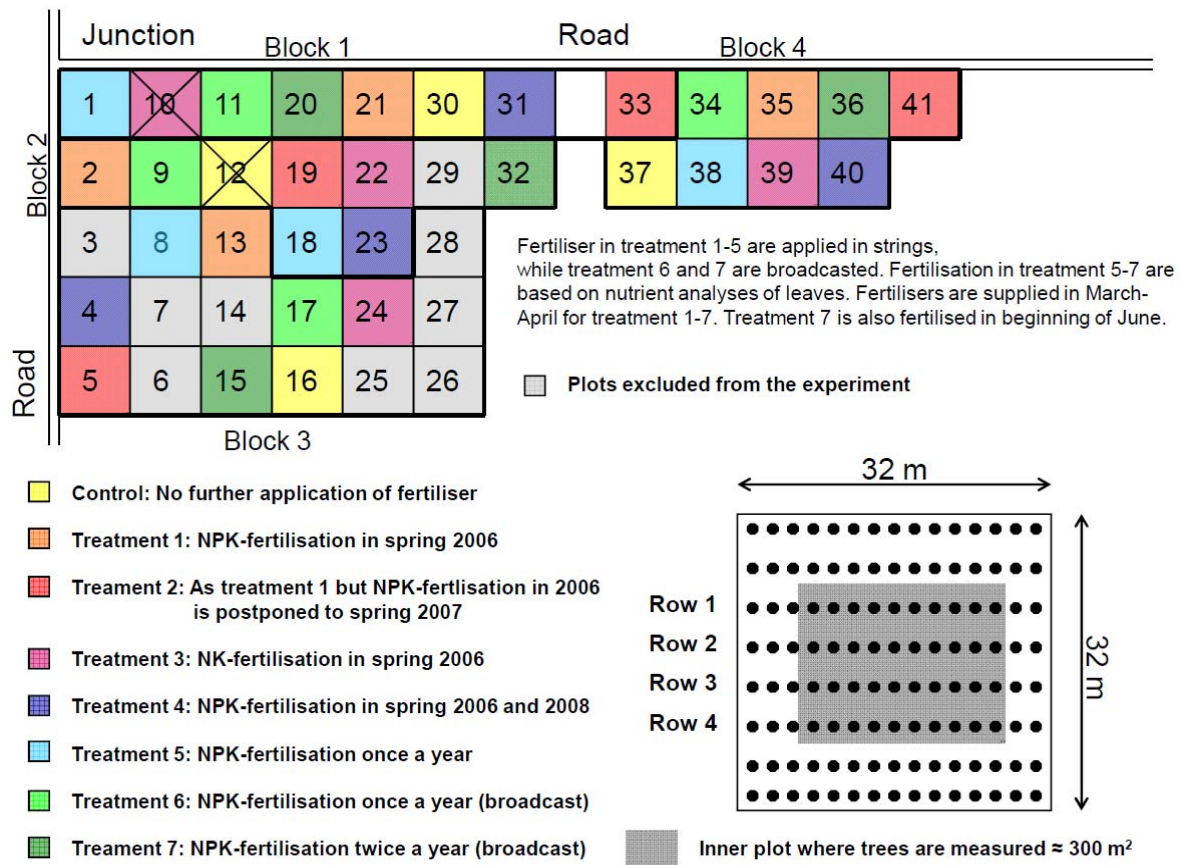 Junction
Block 1
Road
Block 4
1 10 11 20 21 30 31 33 34 35 36 41
Block 2
2 9 12 19 22 29 32 37 38 39 40
3 8 13 18 23 28
4 7 14 17 24 27
5 6 15 16 25 26
Road
Block 3
Fertiliser in treatment 1-5 are applied in strings,
while treatment 6 and 7 are broadcasted. Fertilisation in treatment 5-7 are
based on nutrient analyses of leaves. Fertilisers are supplied in March-
April for treatment 1-7. Treatment 7 is also fertilised in beginning of June.
Plots excluded from the experiment
Control: No further application of fertiliser
Treatment 1: NPK-fertilisation in spring 2006
Treament 2: As treatment 1 but NPK-fertlisation in 2006
is postponed to spring 2007
Treatment 3: NK-fertilisation in spring 2006
Treatment 4: NPK-fertilisation in spring 2006 and 2008
Treatment 5: NPK-fertilisation once a year
Treatment 6: NPK-fertilisation once a year (broadcast)
Treament 7: NPK-fertilisation twice a year (broadcast)
32 m
Row 1
Row 2
Row 3
Row 4
32 m
Inner plot where trees are measured ≈ 300 m²